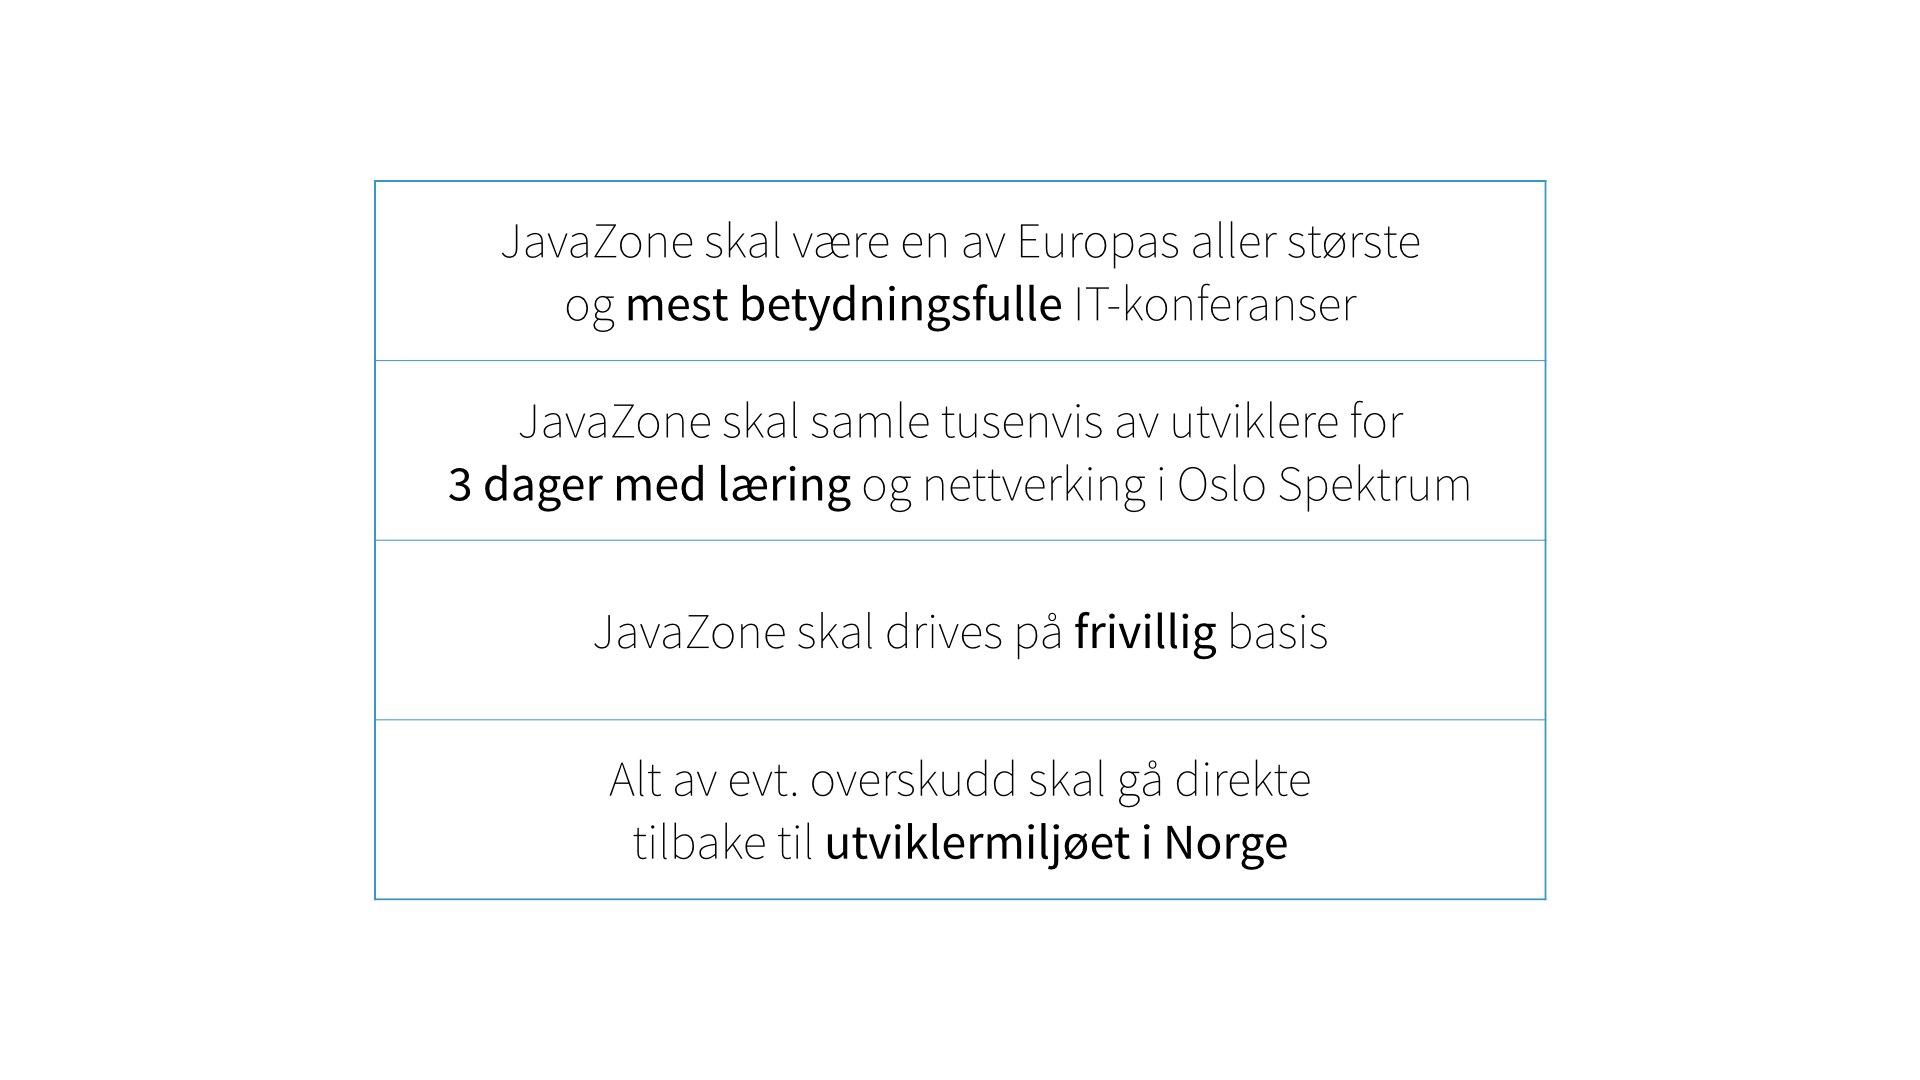 JavaZone skal være en av Europas aller største
og mest betydningsfulle IT-konferanser
JavaZone skal samle tusenvis av utviklere for
3 dager med læring og nettverking i Oslo Spektrum
JavaZone skal drives på frivillig basis
Alt av evt. overskudd skal gå direkte
tilbake til utviklermiljøet i Norge